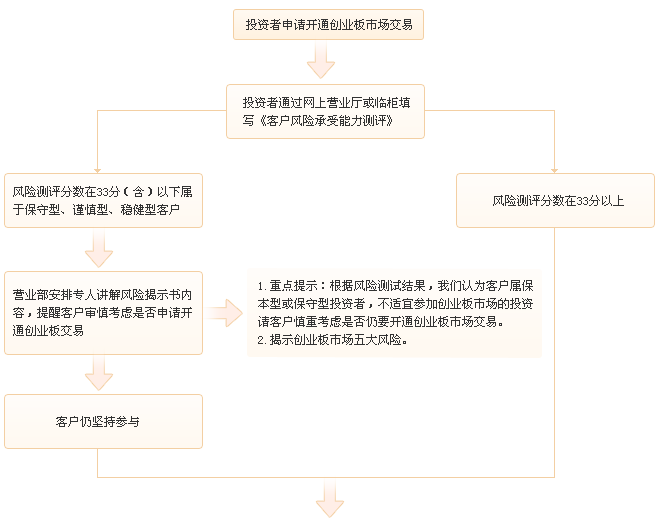 投资者申请开通创业板市场交易
投资者通过网上营业厅或临柜填
写《客户风险承受能力测评》
风险测评分数在33分（含）以下属
于保守型、谨慎型、稳健型客户
风险测评分数在33分以上
营业部安排专人讲解风险揭示书内
容，提醒客户审慎考虑是否申请开
通创业板交易
1.重点提示：根据风险测试结果，我们认为客户属保
本型或保守型投资者，不适宜参加创业板市场的投资
请客户慎重考虑是否仍要开通创业板市场交易。
2.揭示创业板市场五大风险。
客户仍坚持参与